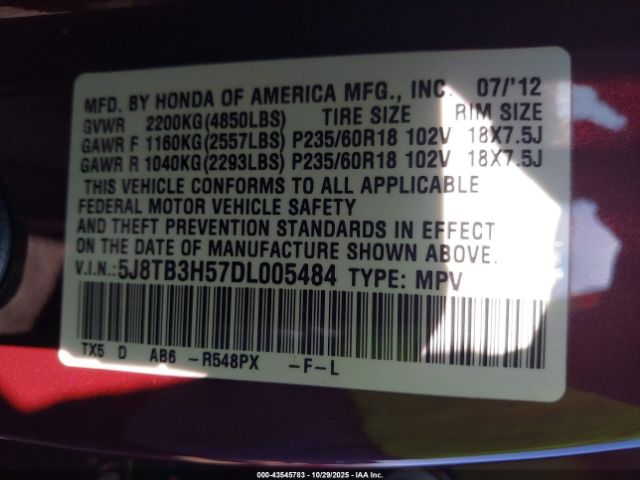 MFD. BY HONDA OF AMERICA MFG., INC. 07/'12
GVWR 2200KG(4850LBS) TIRE SIZE RIM SIZE
GAWR F 1160KG(2557LBS) P235/60R18 102V 18X7.5J
GAWR R 1040KG(2293LBS) P235/60R18 102V 18X7.5J
THIS VEHICLE CONFORMS TO ALL APPLICABLE
FEDERAL MOTOR VEHICLE SAFETY
AND THEFT PREVENTION STANDARDS IN EFFECT
ON THE DATE OF MANUFACTURE SHOWN ABOVE.
V.I.N.:5J8TB3H57DL005484 TYPE: MPV
TX5 D AB6 -R548PX -F-L
000-43545783 - 10/29/2025 - IAA Inc.